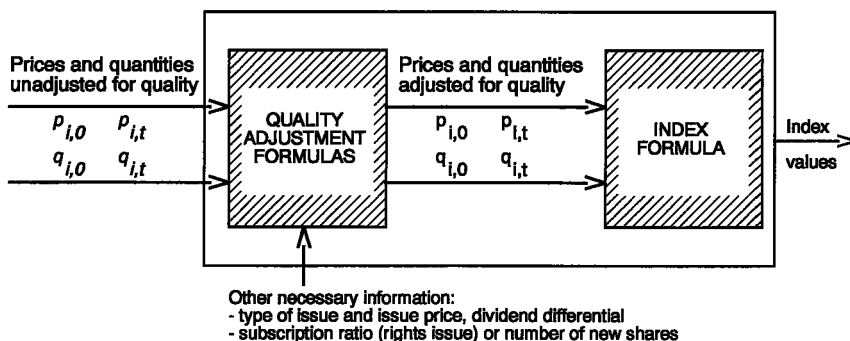 Prices and quantities
unadjusted for quality
p i,0 p i,t
q i,0 q i,t
QUALITY
ADJUSTMENT
FORMULAS
Prices and quantities
adjusted for quality
p i,0 p i,t
q i,0 q i,t
INDEX
FORMULA
Index
values
Other necessary information:
- type of issue and issue price, dividend differential
- subscription ratio (rights issue) or number of new shares